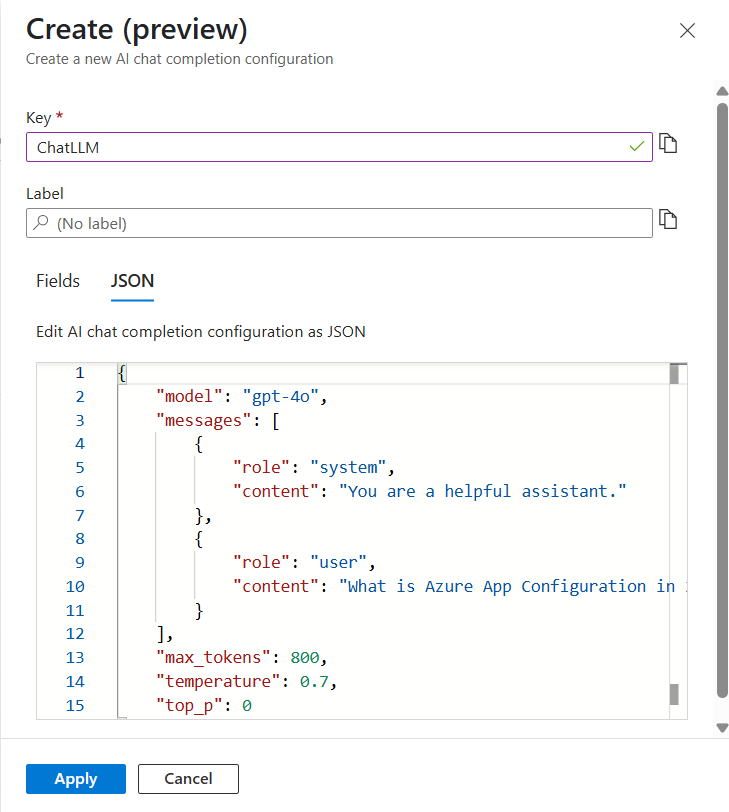 Create (preview)
Create a new AI chat completion configuration
Key *
ChatLLM
Label
(No label)
Fields JSON
Edit AI chat completion configuration as JSON
1 {
2 "model": "gpt-4o",
3 "messages": [
4 {
5 "role": "system",
6 "content": "You are a helpful assistant."
7 },
8 {
9 "role": "user",
10 "content": "What is Azure App Configuration in
11 }
12 ],
13 "max_tokens": 800,
14 "temperature": 0.7,
15 "top_p": 0
Apply Cancel